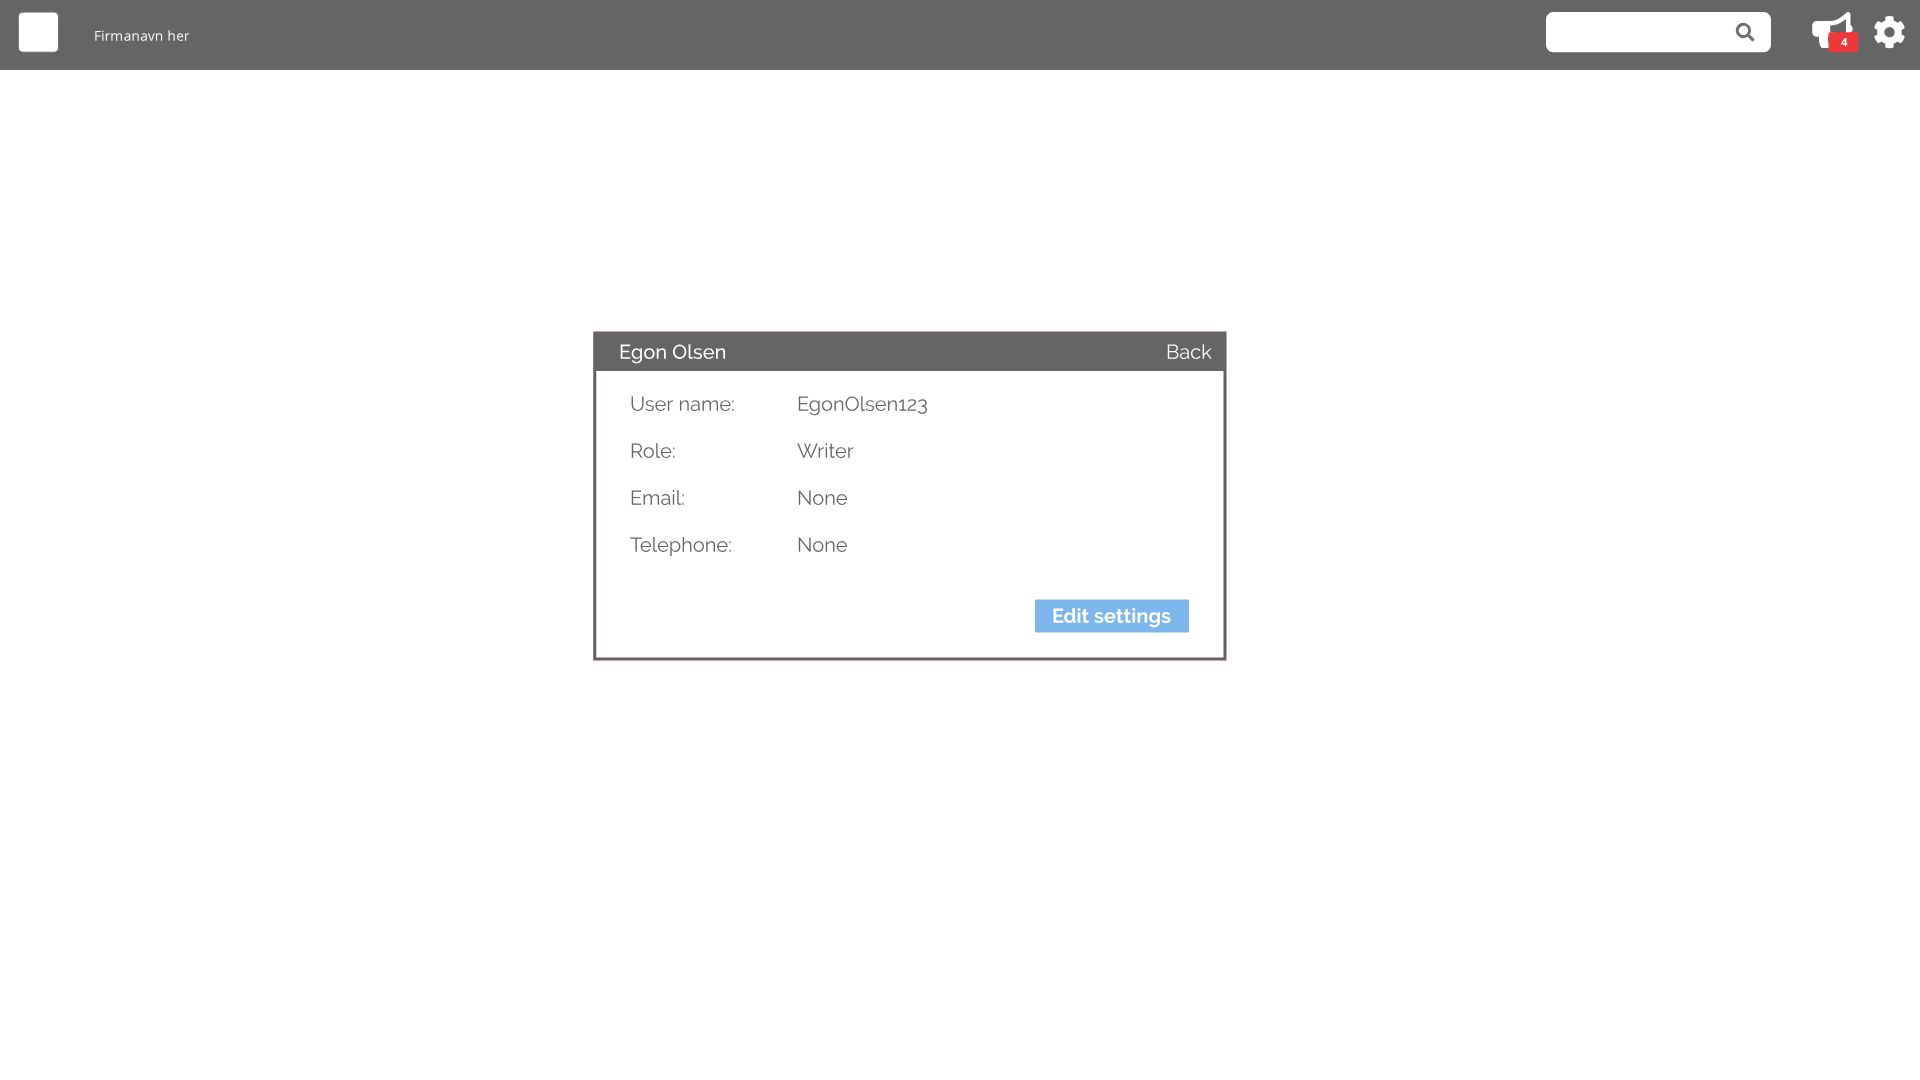 Firmanavn her
4
Egon Olsen
Back
User name: EgonOlsen123
Role: Writer
Email: None
Telephone: None
Edit settings